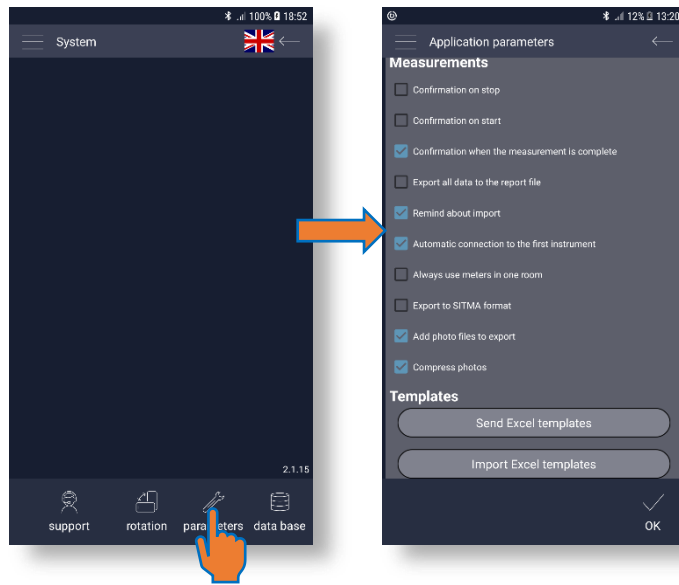 100% 18:52
System
2.1.15
support rotation parameters data base
12% 13:20
Application parameters
Measurements
Confirmation on stop
Confirmation on start
Confirmation when the measurement is complete
Export all data to the report file
Remind about import
Automatic connection to the first instrument
Always use meters in one room
Export to SITMA format
Add photo files to export
Compress photos
Templates
Send Excel templates
Import Excel templates
OK